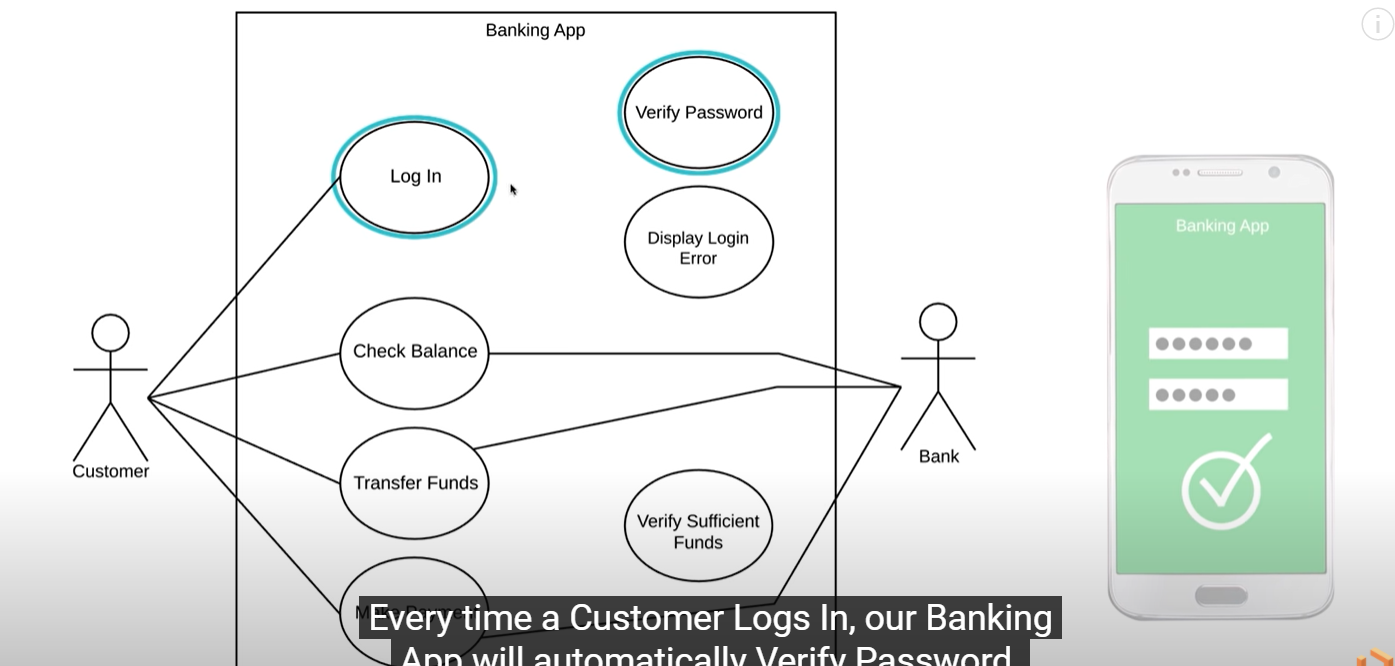 Banking App
Verify Password
Log In
Display Login
Error
Check Balance
Transfer Funds
Customer
Bank
Verify Sufficient
Funds
Banking App
Every time a Customer Logs In, our Banking
App will automatically Verify Password